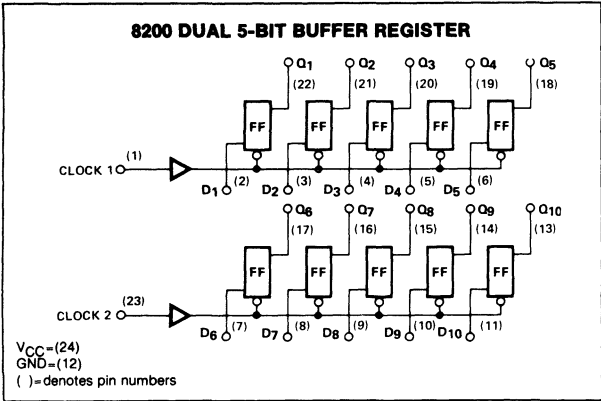 8200 DUAL 5-BIT BUFFER REGISTER
Q1 Q2 Q3 Q4 Q5
(22) (21) (20) (19) (18)
FF FF FF FF FF
(1)
CLOCK 1
D1 (2) D2 (3) D3 (4) D4 (5) D5 (6)
Q6 Q7 Q8 Q9 Q10
(17) (16) (15) (14) (13)
FF FF FF FF FF
(23)
CLOCK 2
D6 (7) D7 (8) D8 (9) D9 (10) D10 (11)
VCC=(24)
GND=(12)
( )=denotes pin numbers